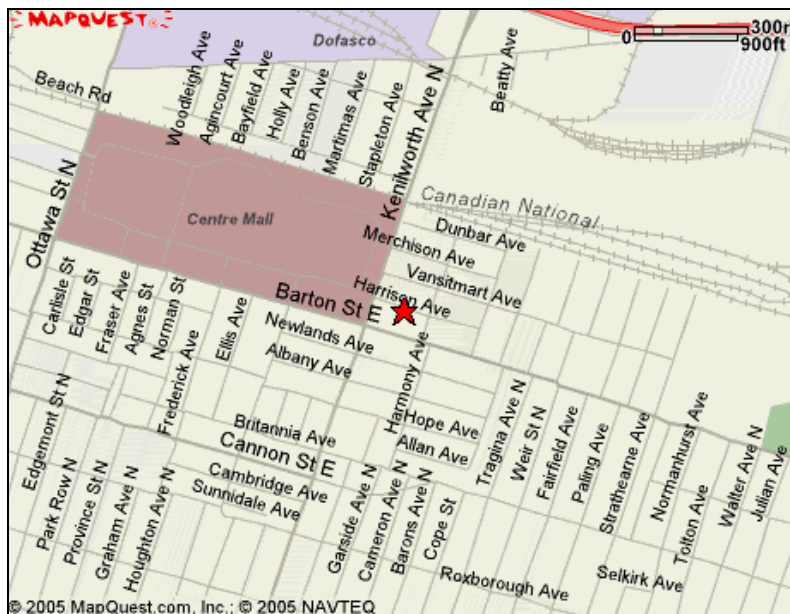 MAPQUEST
300m
0
900ft
Dofasco
Beach Rd
Woodleigh Ave
Agincourt Ave
Bayfield Ave
Holly Ave
Benson Ave
Martimas Ave
Stapleton Ave
Kenilworth Ave N
Beatty Ave
Ottawa St N
Centre Mall
Canadian National
Dunbar Ave
Merchison Ave
Vansitmart Ave
Harrison Ave
Barton St E
Carlisle St
Edgar St
Fraser Ave
Agnes St
Norman St
Frederick Ave
Ellis Ave
Newlands Ave
Albany Ave
Harmony Ave
Britannia Ave
Cannon St E
Hope Ave
Allan Ave
Tragina Ave N
Weir St N
Fairfield Ave
Paling Ave
Strathearne Ave
Normanhurst Ave
Tolton Ave
Walter Ave N
Julian Ave
Edgemont St N
Park Row N
Province St N
Graham Ave N
Houghton Ave N
Cambridge Ave
Sunnidale Ave
Garside Ave N
Cameron Ave N
Barons Ave N
Cope St
Roxborough Ave
Selkirk Ave
© 2005 MapQuest.com, Inc.; © 2005 NAVTEQ